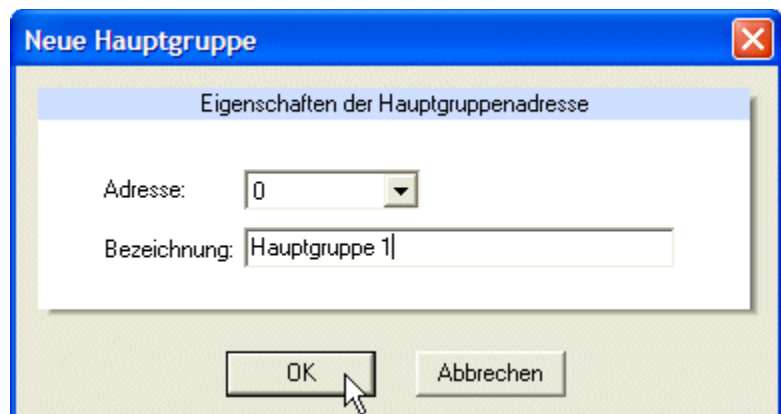 Neue Hauptgruppe
Eigenschaften der Hauptgruppenadresse
Adresse: 0
Bezeichnung: Hauptgruppe 1
OK Abbrechen